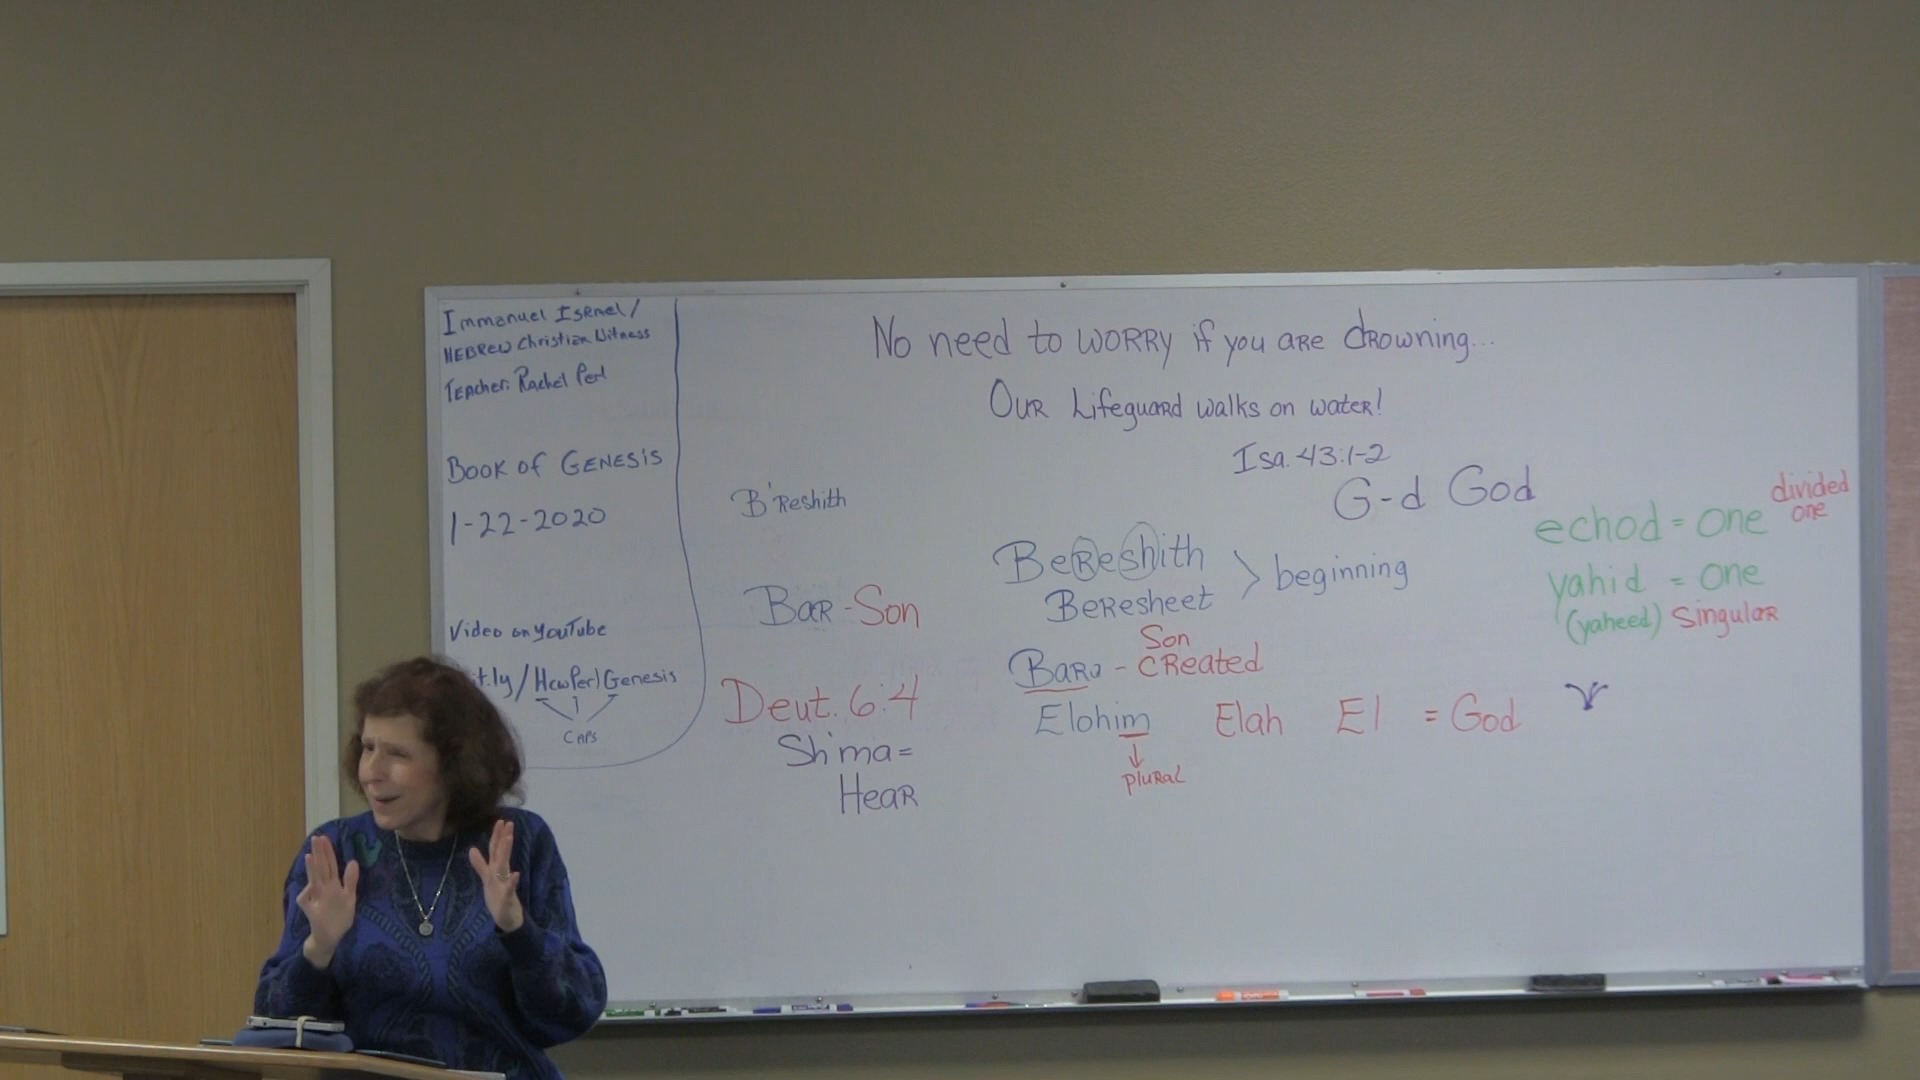 Immanuel Israel/
HEBREW Christian Witness
TEACHER: Rachel Perl
BOOK OF GENESIS
1-22-2020
Video on YouTube
t.ly/HcwPerlGenesis
CAPS
No need to WORRY if you ARE drowning...
OUR Lifeguard walks on water!
Isa. 43:1-2
G-d God
B'Reshith
BeReshith > beginning
BeResheet
BAR - Son
Son
BARa - CReated
Deut. 6:4
Sh'ma =
HeaR
Elohim Elah El = God
pluRal
echod = one divided one
yahid = one
(yaheed) SingulaR